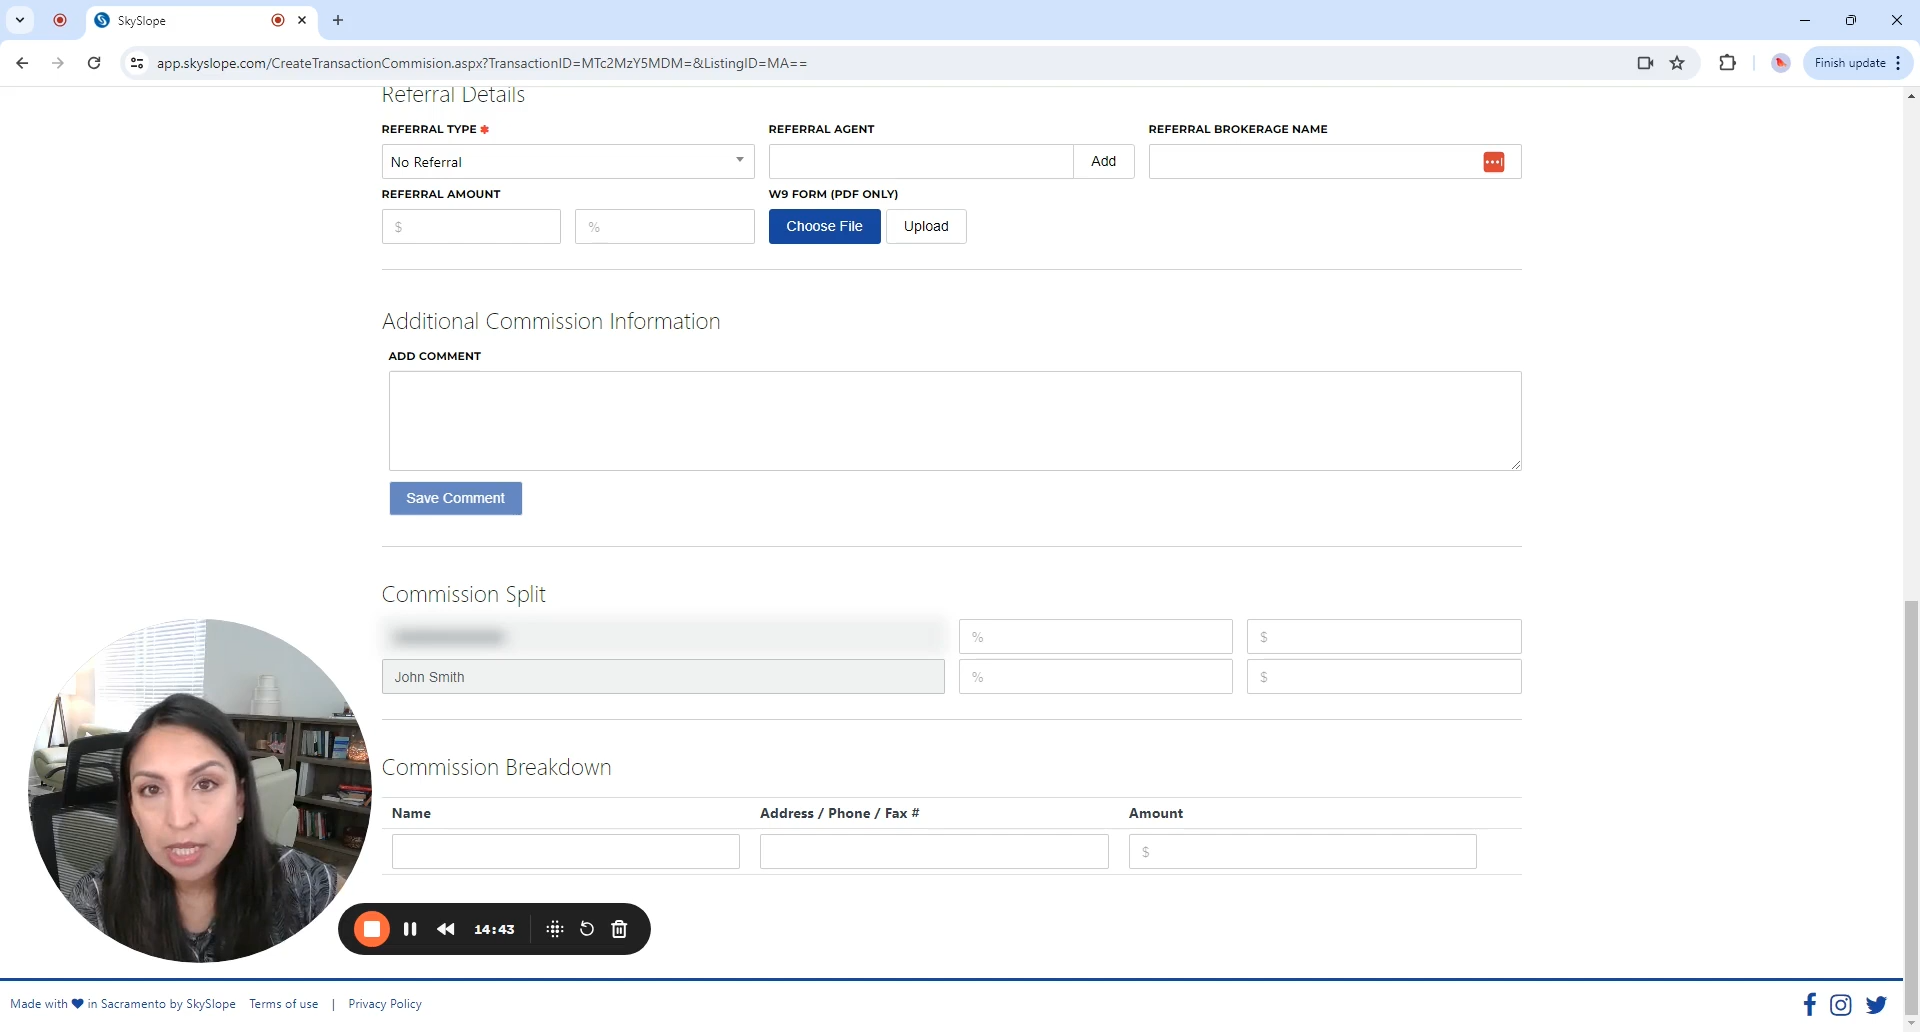 SkySlope
app.skyslope.com/CreateTransactionCommision.aspx?TransactionID=MTc2MzY5MDM=&ListingID=MA==
Finish update
Referral Details
REFERRAL TYPE *
REFERRAL AGENT
REFERRAL BROKERAGE NAME
No Referral
Add
REFERRAL AMOUNT
W9 FORM (PDF ONLY)
$
%
Choose File
Upload
Additional Commission Information
ADD COMMENT
Save Comment
Commission Split
%
$
John Smith
%
$
Commission Breakdown
Name
Address / Phone / Fax #
Amount
$
14:43
Made with ♥ in Sacramento by SkySlope Terms of use | Privacy Policy